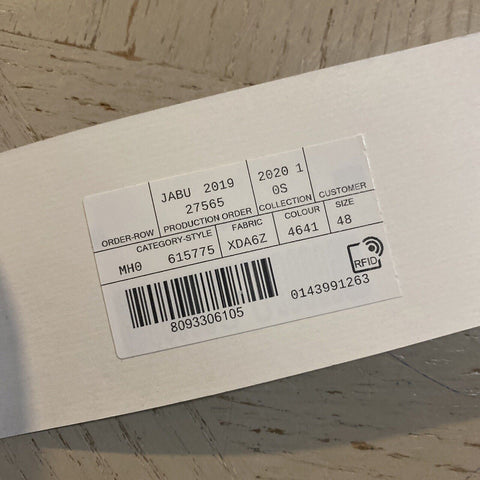 JABU 2019 2020 1
27565 0S
ORDER-ROW PRODUCTION ORDER COLLECTION CUSTOMER
CATEGORY-STYLE FABRIC COLOUR SIZE
MH0 615775 XDA6Z 4641 48
RFID
8093306105 0143991263